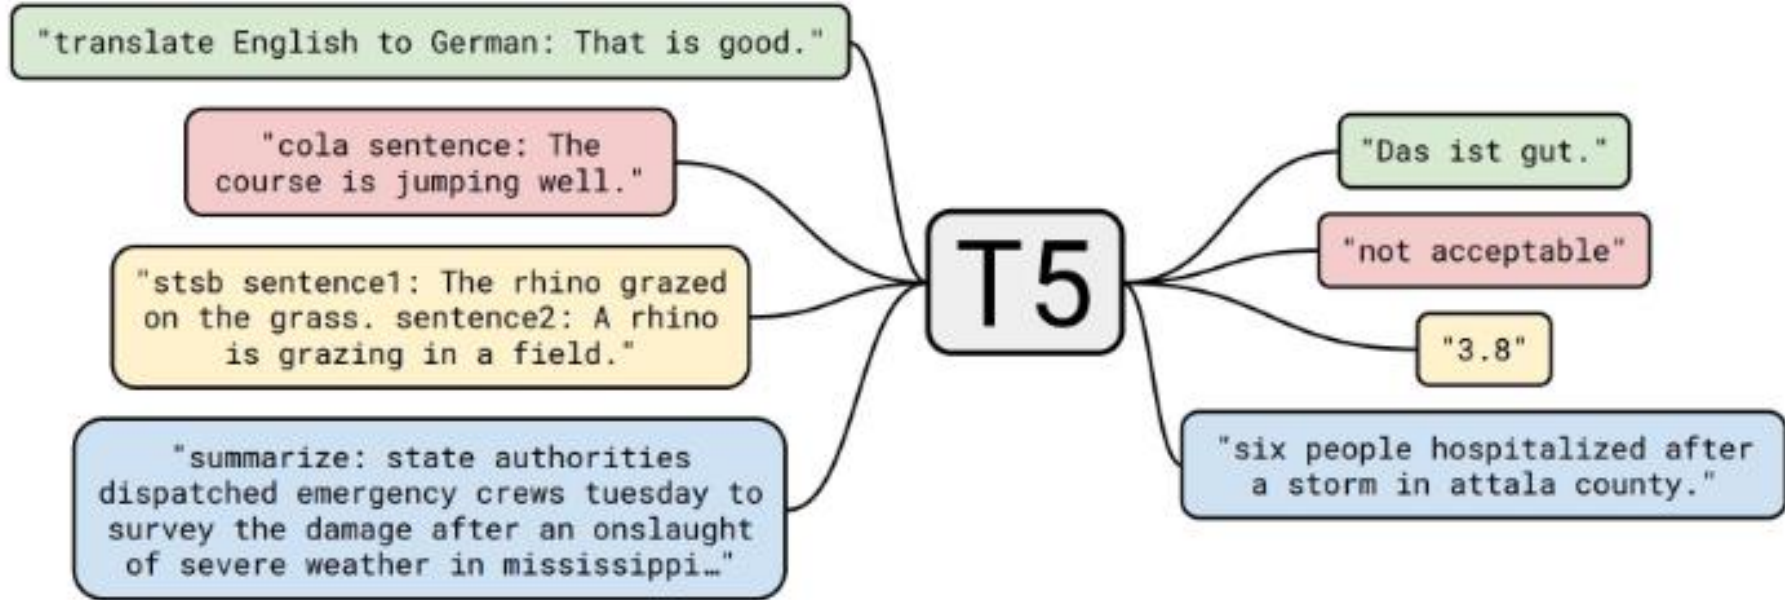 "translate English to German: That is good."
"cola sentence: The
course is jumping well."
"stsb sentence1: The rhino grazed
on the grass. sentence2: A rhino
is grazing in a field."
"summarize: state authorities
dispatched emergency crews tuesday to
survey the damage after an onslaught
of severe weather in mississippi…"
T5
"Das ist gut."
"not acceptable"
"3.8"
"six people hospitalized after
a storm in attala county."